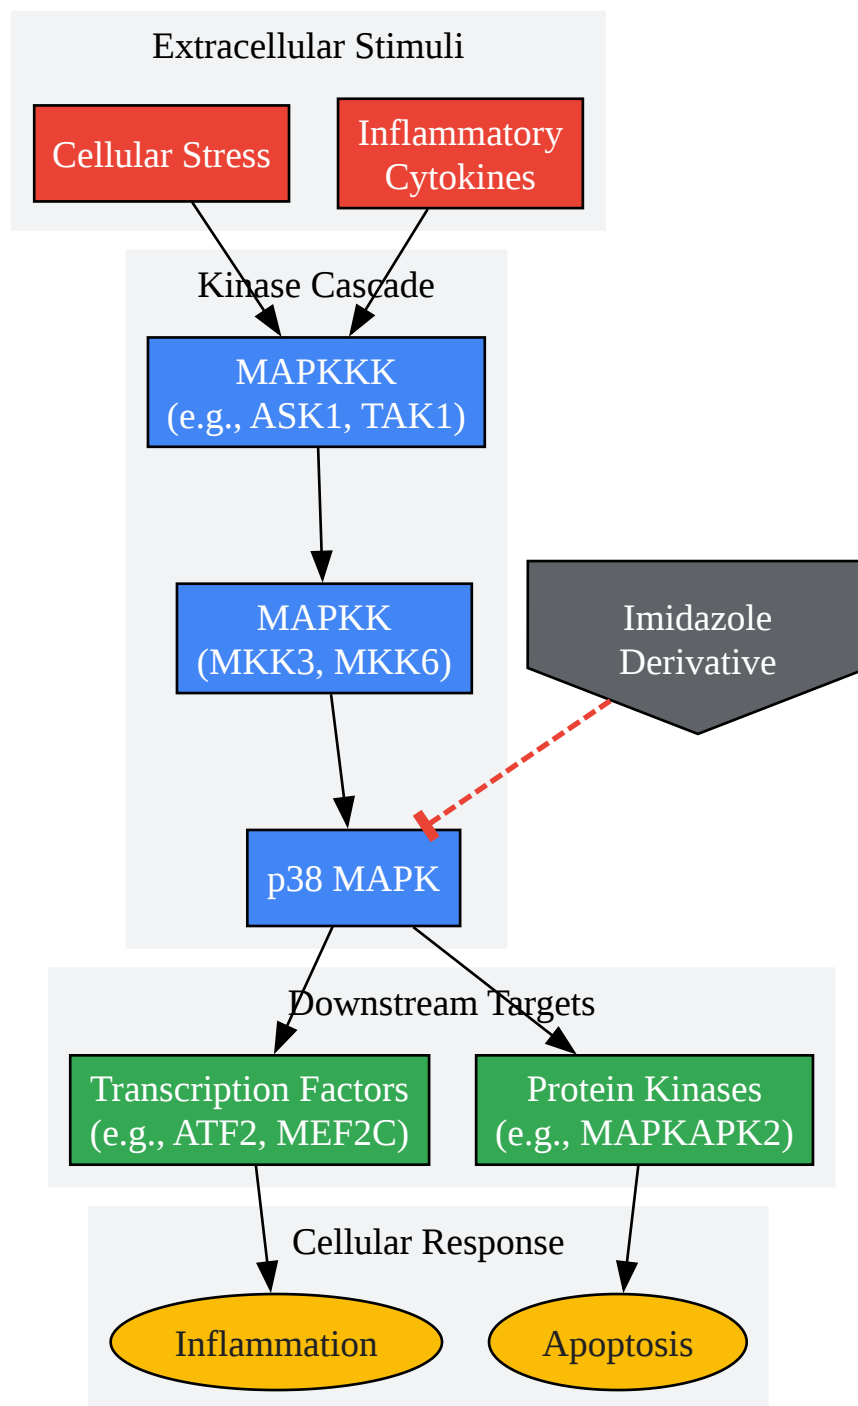 Extracellular Stimuli
Cellular Stress
Inflammatory
Cytokines
Kinase Cascade
MAPKKK
(e.g., ASK1, TAK1)
MAPKK
(MKK3, MKK6)
Imidazole
Derivative
p38 MAPK
Downstream Targets
Transcription Factors
(e.g., ATF2, MEF2C)
Protein Kinases
(e.g., MAPKAPK2)
Cellular Response
Inflammation
Apoptosis